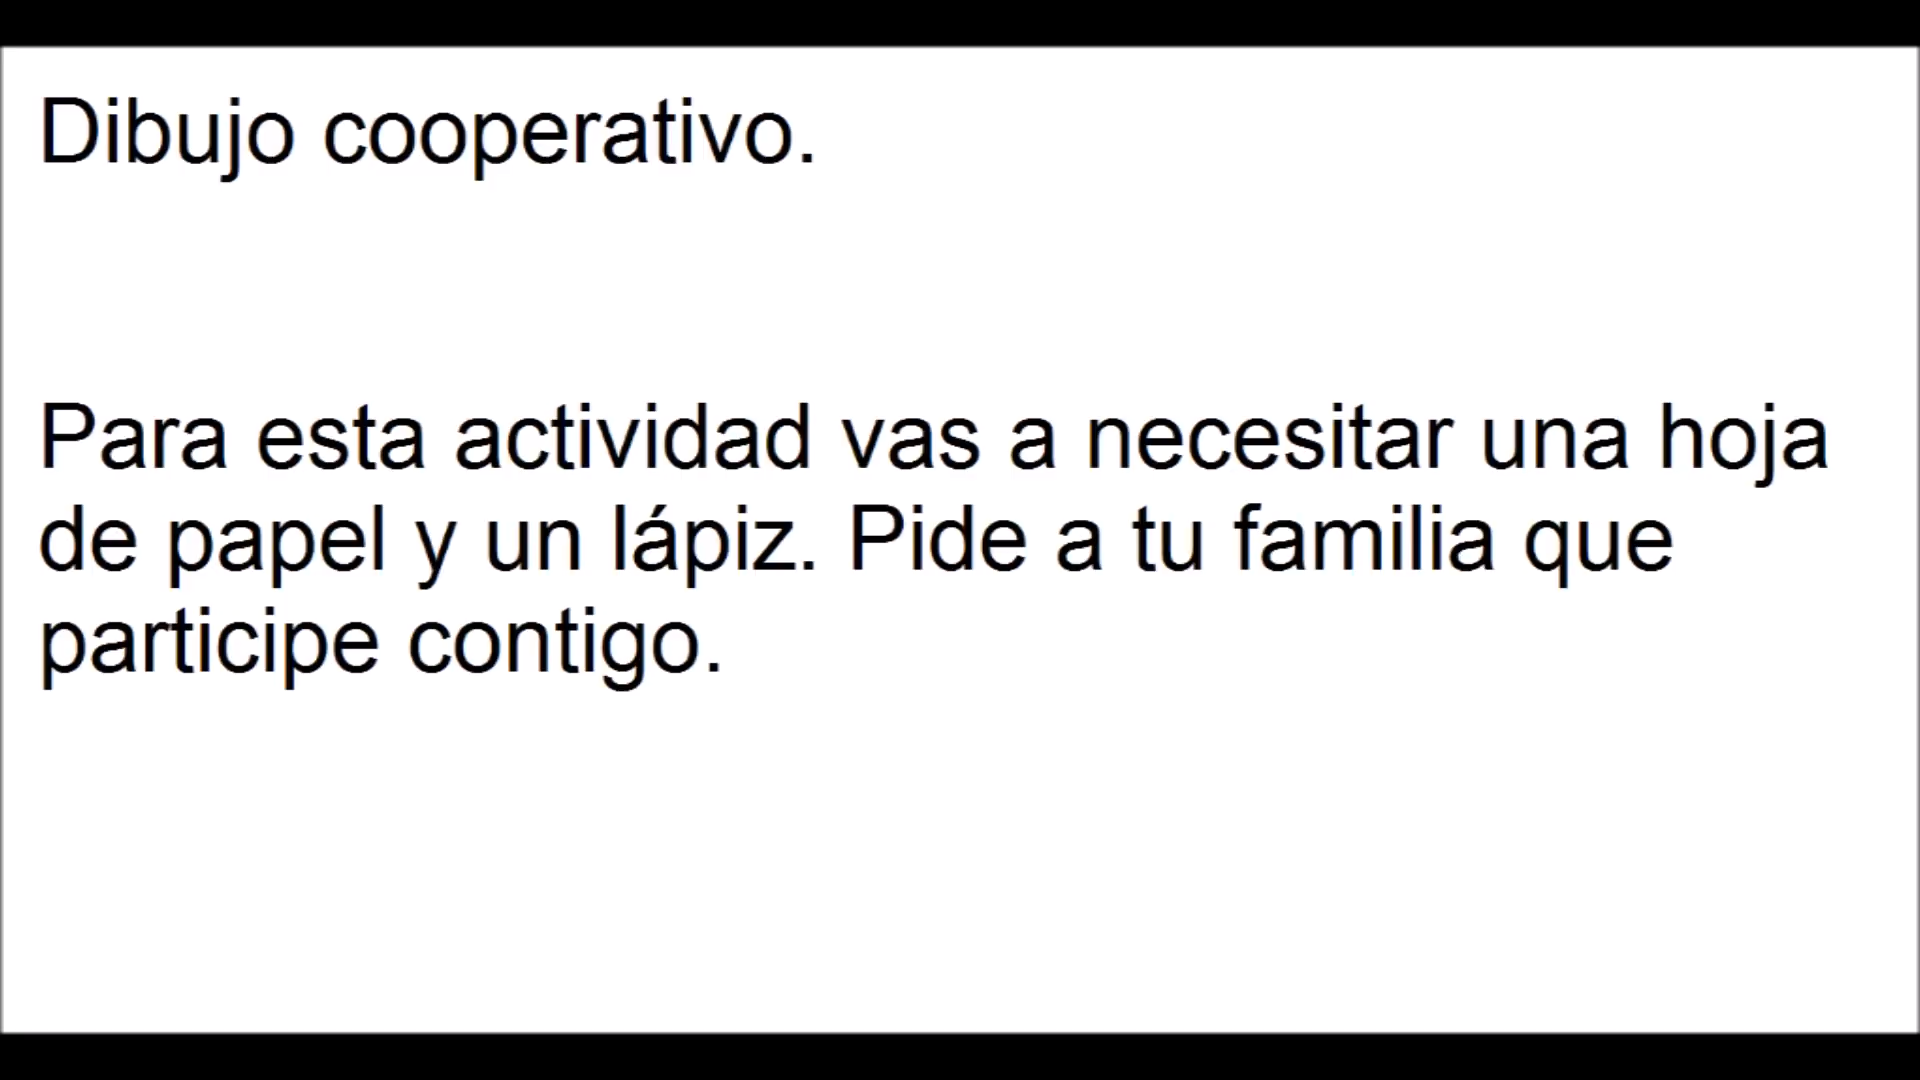 Dibujo cooperativo.
Para esta actividad vas a necesitar una hoja
de papel y un lápiz. Pide a tu familia que
participe contigo.